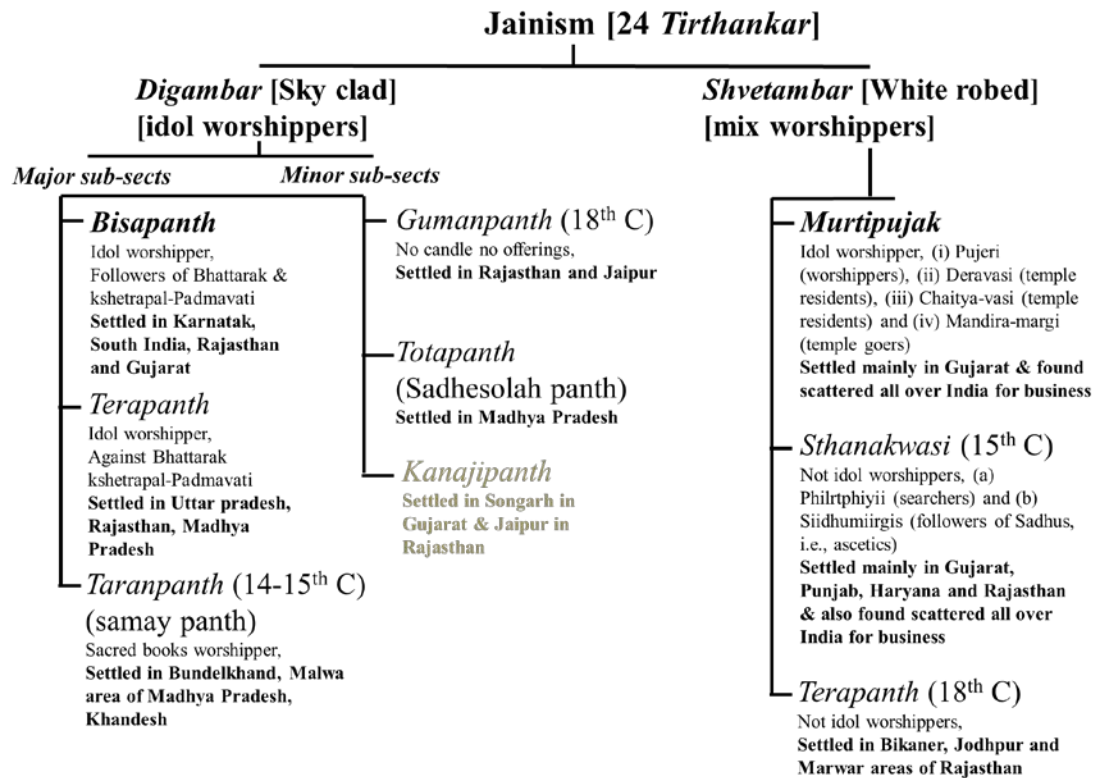 Jainism [24 Tirthankar]
Digambar [Sky clad]
[idol worshippers]
Major sub-sects
Minor sub-sects
Bisapanth
Idol worshipper,
Followers of Bhattarak &
kshetrapal-Padmavati
Settled in Karnatak,
South India, Rajasthan
and Gujarat
Terapanth
Idol worshipper,
Against Bhattarak
kshetrapal-Padmavati
Settled in Uttar pradesh,
Rajasthan, Madhya
Pradesh
Taranpanth (14-15th C)
(samay panth)
Sacred books worshipper,
Settled in Bundelkhand, Malwa
area of Madhya Pradesh,
Khandesh
Gumanpanth (18th C)
No candle no offerings,
Settled in Rajasthan and Jaipur
Totapanth
(Sadhesolah panth)
Settled in Madhya Pradesh
Kanajipanth
Settled in Songarh in
Gujarat & Jaipur in
Rajasthan
Shvetambar [White robed]
[mix worshippers]
Murtipujak
Idol worshipper, (i) Pujeri
(worshippers), (ii) Deravasi (temple
residents), (iii) Chaitya-vasi (temple
residents) and (iv) Mandira-margi
(temple goers)
Settled mainly in Gujarat & found
scattered all over India for business
Sthanakwasi (15th C)
Not idol worshippers, (a)
Philrtphiyii (searchers) and (b)
Siidhumiirgis (followers of Sadhus,
i.e., ascetics)
Settled mainly in Gujarat,
Punjab, Haryana and Rajasthan
& also found scattered all over
India for business
Terapanth (18th C)
Not idol worshippers,
Settled in Bikaner, Jodhpur and
Marwar areas of Rajasthan